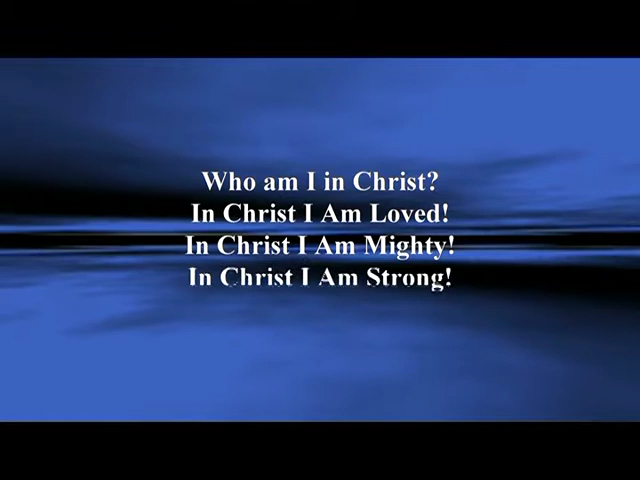 Who am I in Christ?
In Christ I Am Loved!
In Christ I Am Mighty!
In Christ I Am Strong!